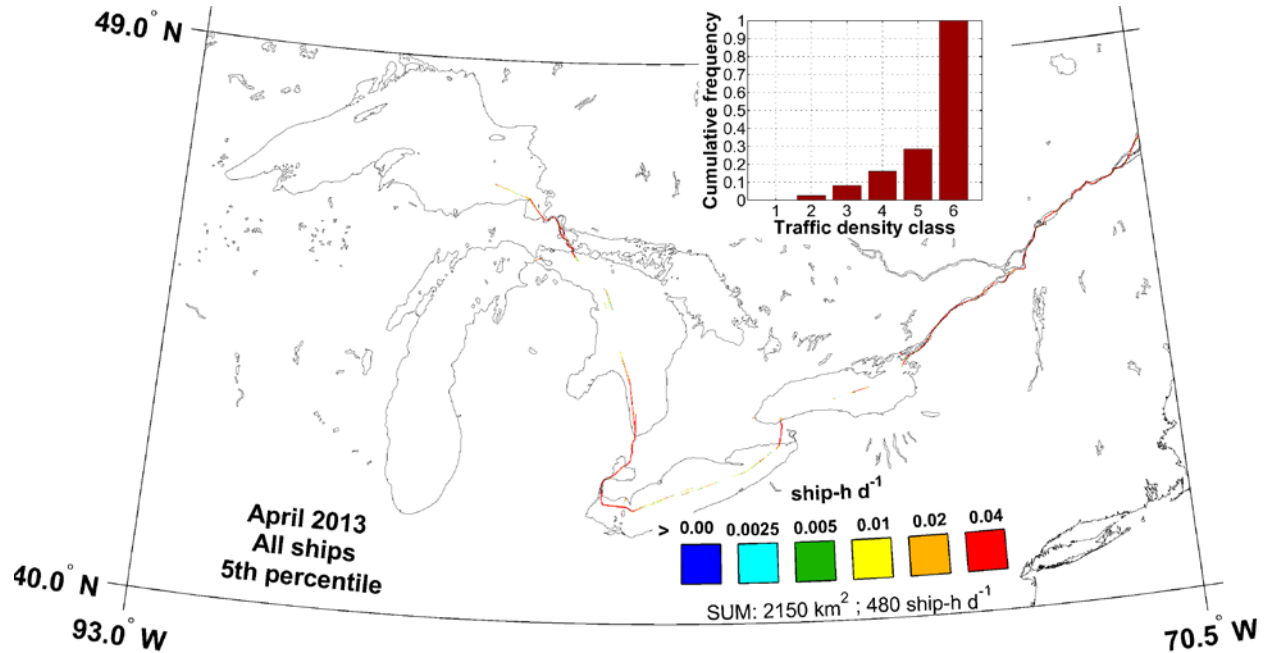 49.0° N
Cumulative frequency
1
0.9
0.8
0.7
0.6
0.5
0.4
0.3
0.2
0.1
0
1 2 3 4 5 6
Traffic density class
ship-h d⁻¹
> 0.00 0.0025 0.005 0.01 0.02 0.04
SUM: 2150 km² ; 480 ship-h d⁻¹
April 2013
All ships
5th percentile
40.0° N
93.0° W
70.5° W